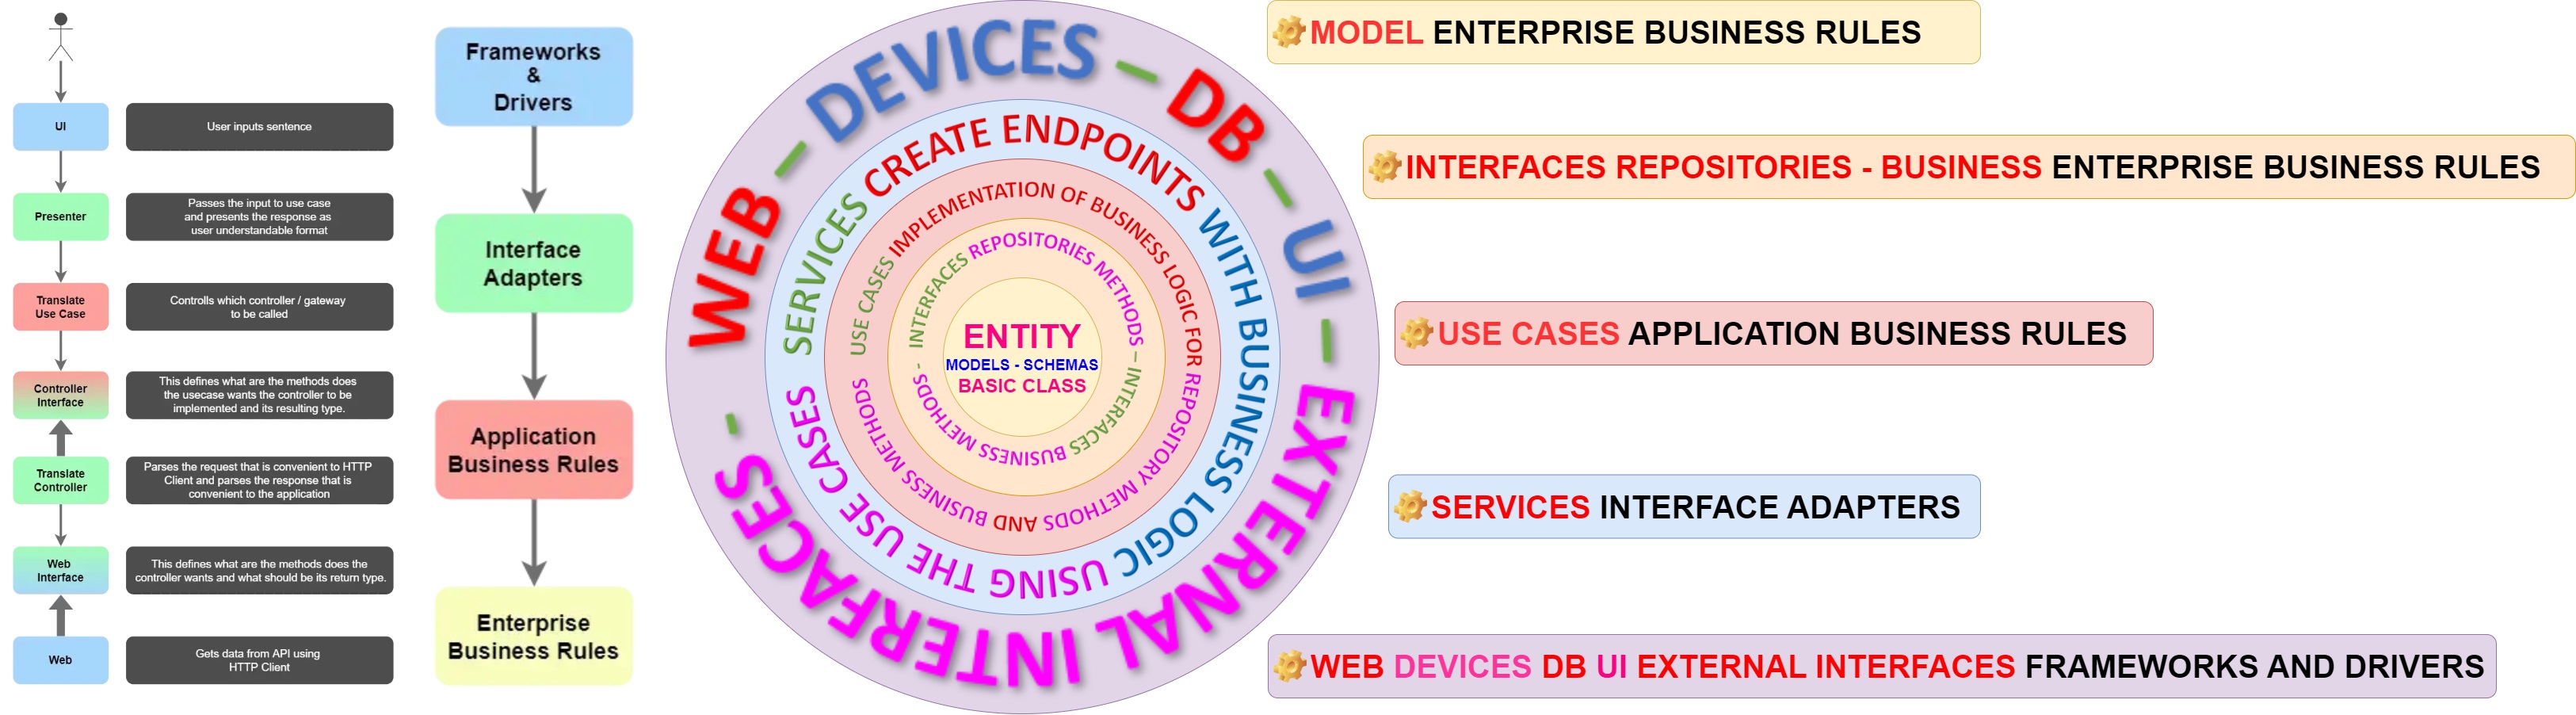 UI
User inputs sentence
Presenter
Passes the input to use case
and presents the response as
user understandable format
Translate
Use Case
Controlls which controller / gateway
to be called
Controller
Interface
This defines what are the methods does
the usecase wants the controller to be
implemented and its resulting type.
Translate
Controller
Parses the request that is convenient to HTTP
Client and parses the response that is
convenient to the application
Web
Interface
This defines what are the methods does the
controller wants and what should be its return type.
Web
Gets data from API using
HTTP Client
Frameworks
&
Drivers
Interface
Adapters
Application
Business Rules
Enterprise
Business Rules
WEB – DEVICES – DB – UI – EXTERNAL INTERFACES -
SERVICES CREATE ENDPOINTS WITH BUSINESS LOGIC USING THE USE CASES
USE CASES IMPLEMENTATION OF BUSINESS LOGIC FOR REPOSITORY METHODS AND BUSINESS METHODS
INTERFACES REPOSITORIES METHODS – INTERFACES BUSINESS METHODS -
ENTITY
MODELS - SCHEMAS
BASIC CLASS
MODEL ENTERPRISE BUSINESS RULES
INTERFACES REPOSITORIES - BUSINESS ENTERPRISE BUSINESS RULES
USE CASES APPLICATION BUSINESS RULES
SERVICES INTERFACE ADAPTERS
WEB DEVICES DB UI EXTERNAL INTERFACES FRAMEWORKS AND DRIVERS